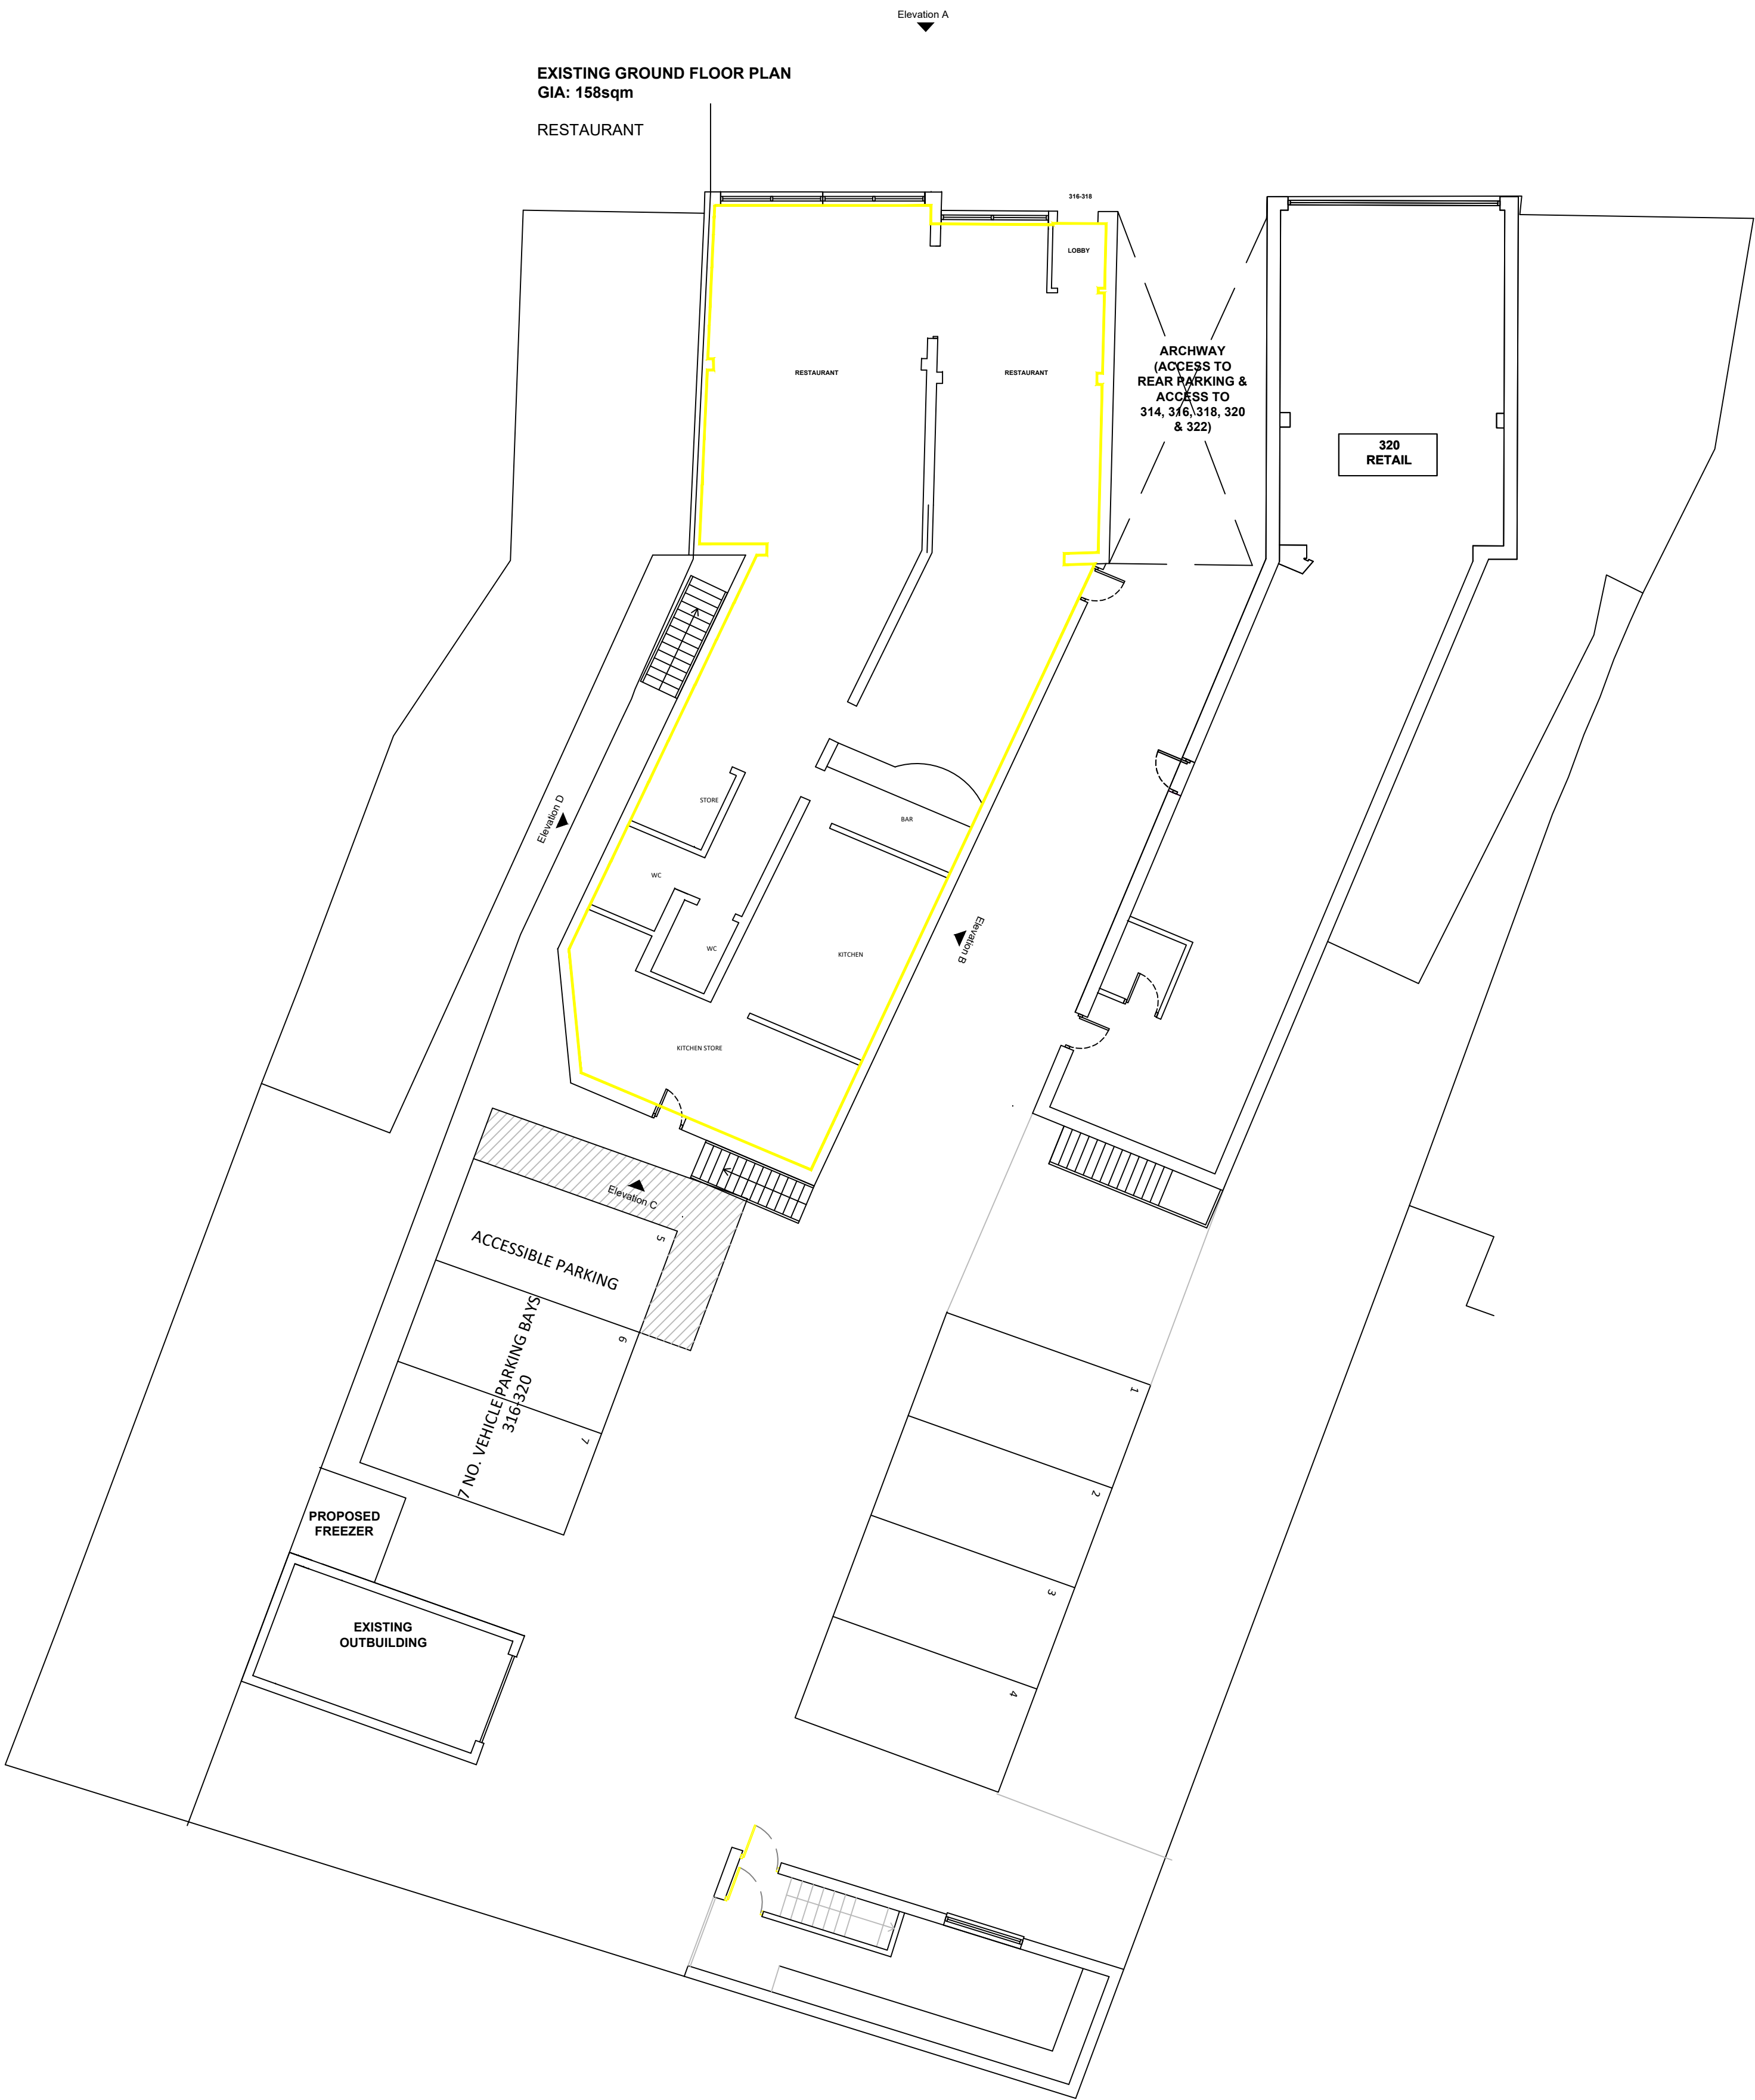 Elevation A
EXISTING GROUND FLOOR PLAN
GIA: 158sqm
RESTAURANT
316-318
LOBBY
RESTAURANT
RESTAURANT
ARCHWAY
(ACCESS TO
REAR PARKING &
ACCESS TO
314, 316, 318, 320
& 322)
320
RETAIL
STORE
BAR
Elevation D
WC
WC
KITCHEN
Elevation B
KITCHEN STORE
Elevation C
5
ACCESSIBLE PARKING
6
7 NO. VEHICLE PARKING BAYS
316-320
7
1
2
3
4
PROPOSED
FREEZER
EXISTING
OUTBUILDING